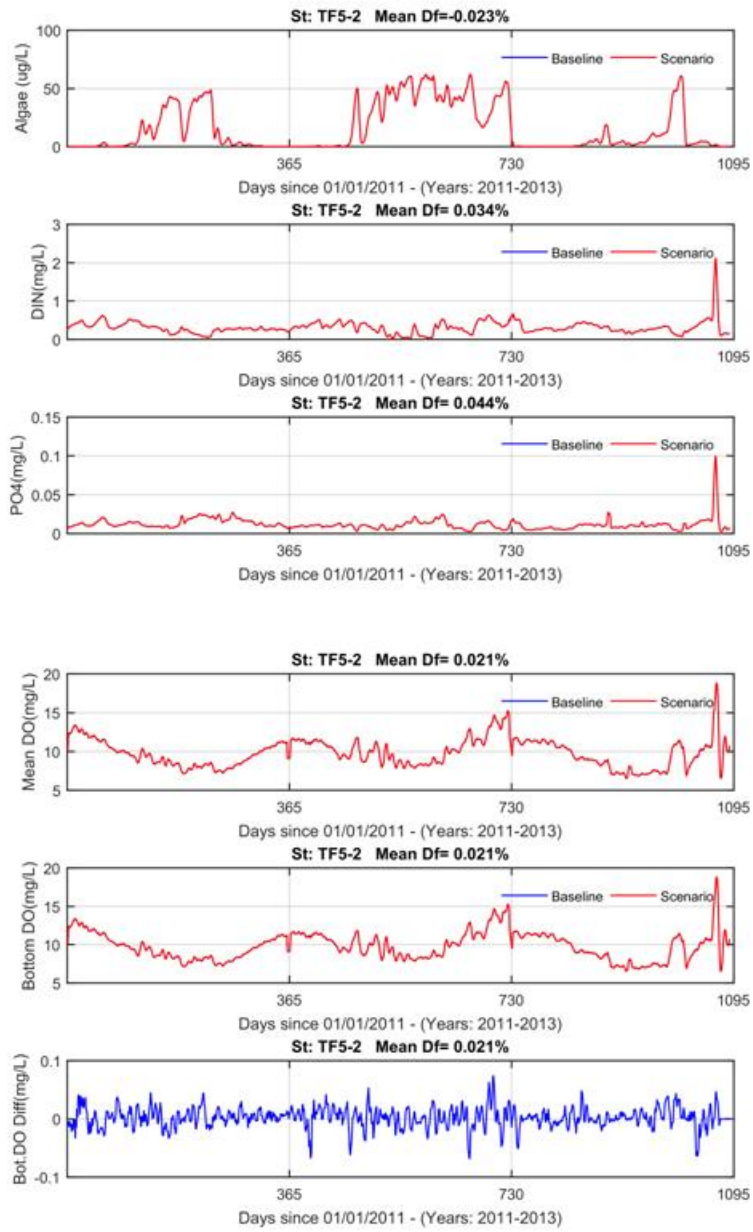 St: TF5-2 Mean Df=-0.023%
100
Baseline Scenario
Algae (ug/L)
50
0
365 730 1095
Days since 01/01/2011 - (Years: 2011-2013)
St: TF5-2 Mean Df= 0.034%
3
Baseline Scenario
DIN(mg/L)
2
1
0
365 730 1095
Days since 01/01/2011 - (Years: 2011-2013)
St: TF5-2 Mean Df= 0.044%
0.15
Baseline Scenario
PO4(mg/L)
0.1
0.05
0
365 730 1095
Days since 01/01/2011 - (Years: 2011-2013)
St: TF5-2 Mean Df= 0.021%
20
Baseline Scenario
Mean DO(mg/L)
15
10
5
365 730 1095
Days since 01/01/2011 - (Years: 2011-2013)
St: TF5-2 Mean Df= 0.021%
20
Baseline Scenario
Bottom DO(mg/L)
15
10
5
365 730 1095
Days since 01/01/2011 - (Years: 2011-2013)
St: TF5-2 Mean Df= 0.021%
0.1
Bot.DO Diff(mg/L)
0
-0.1
365 730 1095
Days since 01/01/2011 - (Years: 2011-2013)